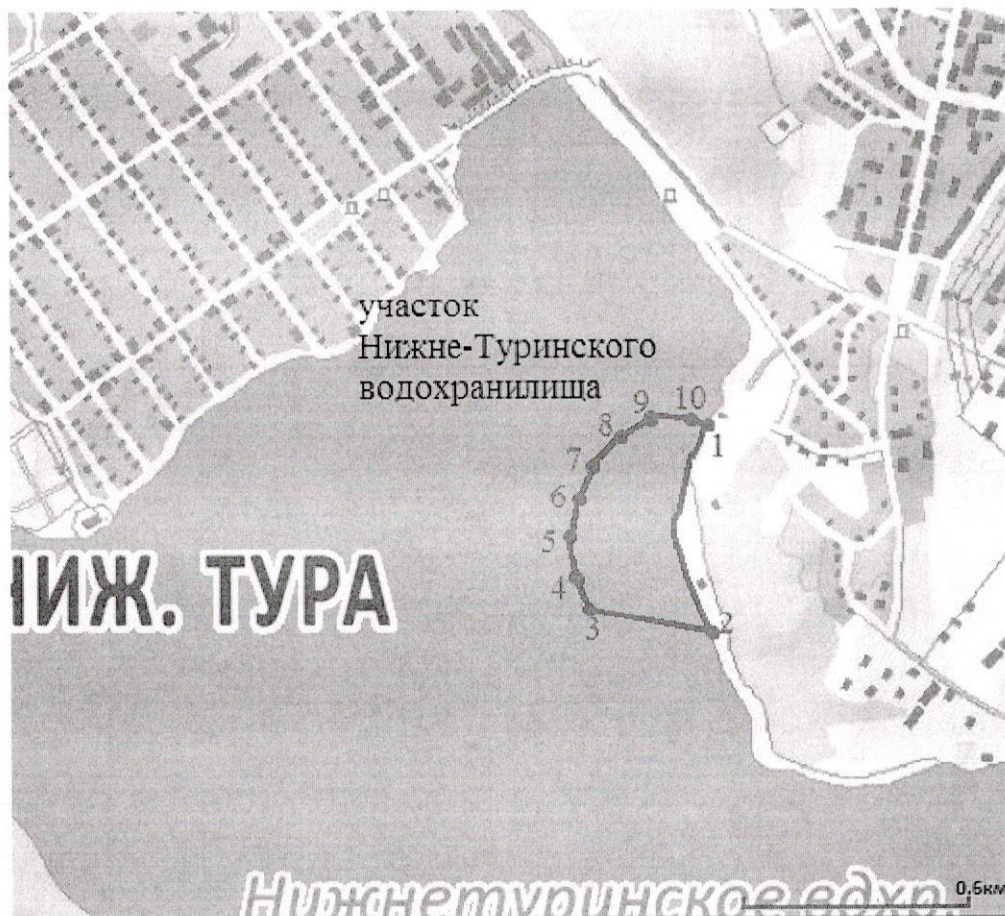 участок
Нижне-Туринского
водохранилища
9 10
8 1
7
6
5
4
3 2
НИЖ. ТУРА
Нижнетуринское вдхр
0.6км